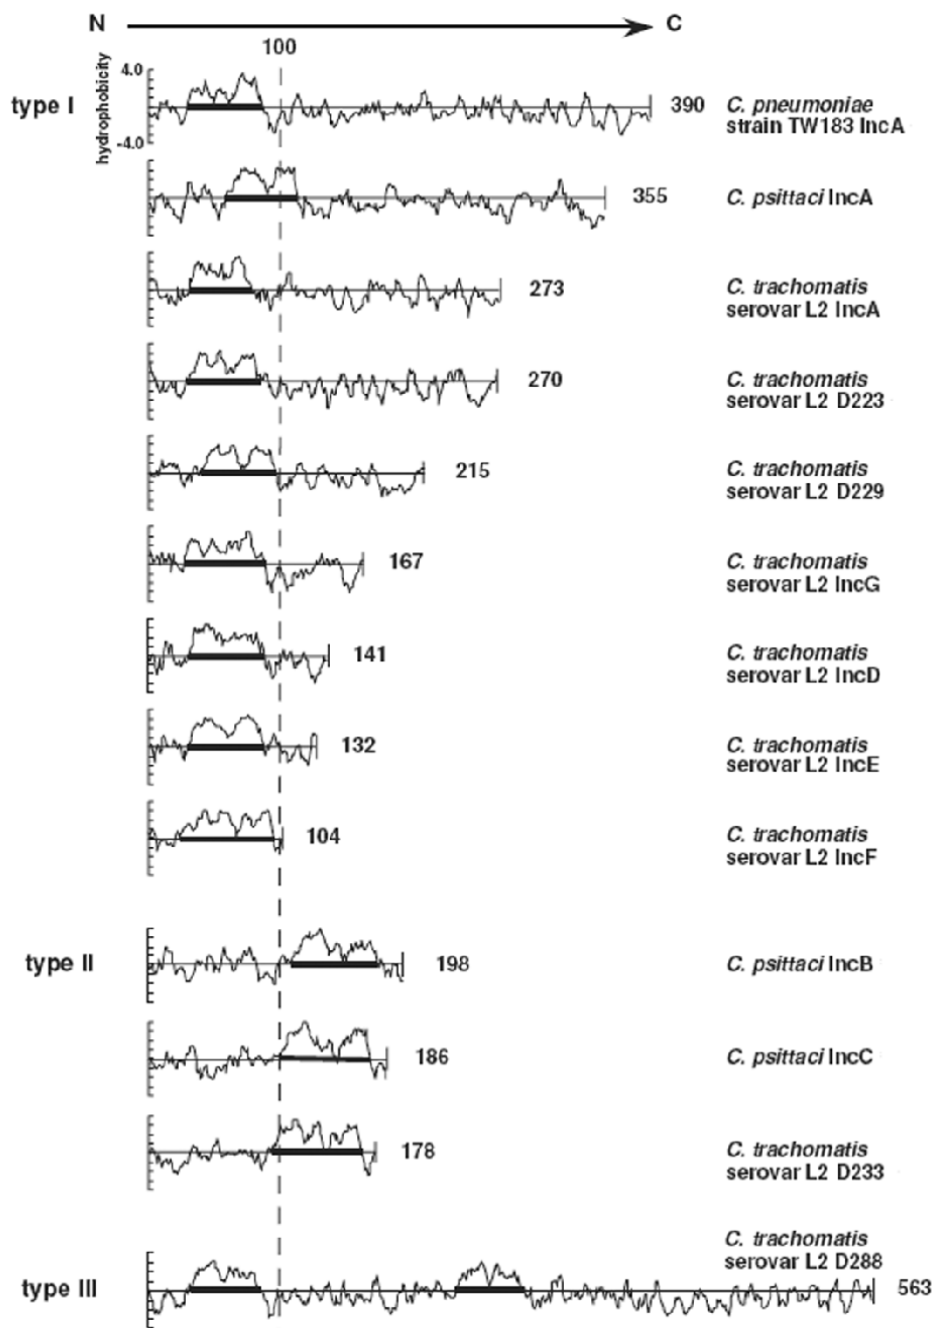 N C
100
hydrophobicity
4.0
-4.0
type I
390 C. pneumoniae
strain TW183 IncA
355 C. psittaci IncA
273 C. trachomatis
serovar L2 IncA
270 C. trachomatis
serovar L2 D223
215 C. trachomatis
serovar L2 D229
167 C. trachomatis
serovar L2 IncG
141 C. trachomatis
serovar L2 IncD
132 C. trachomatis
serovar L2 IncE
104 C. trachomatis
serovar L2 IncF
type II 198 C. psittaci IncB
186 C. psittaci IncC
178 C. trachomatis
serovar L2 D233
C. trachomatis
serovar L2 D288
type III 563